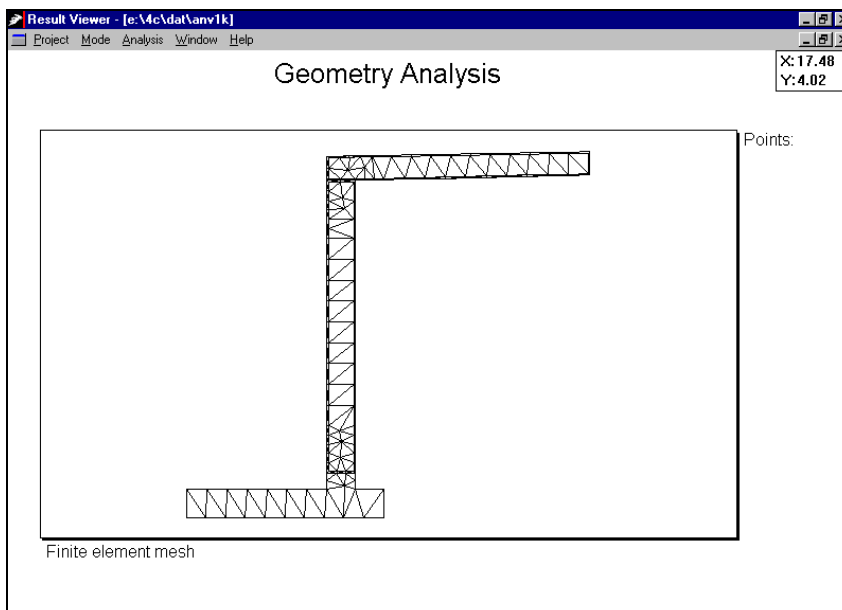 Result Viewer - [e:\4c\dat\anv1k]
Project Mode Analysis Window Help
X:17.48
Y:4.02
Geometry Analysis
Points:
Finite element mesh